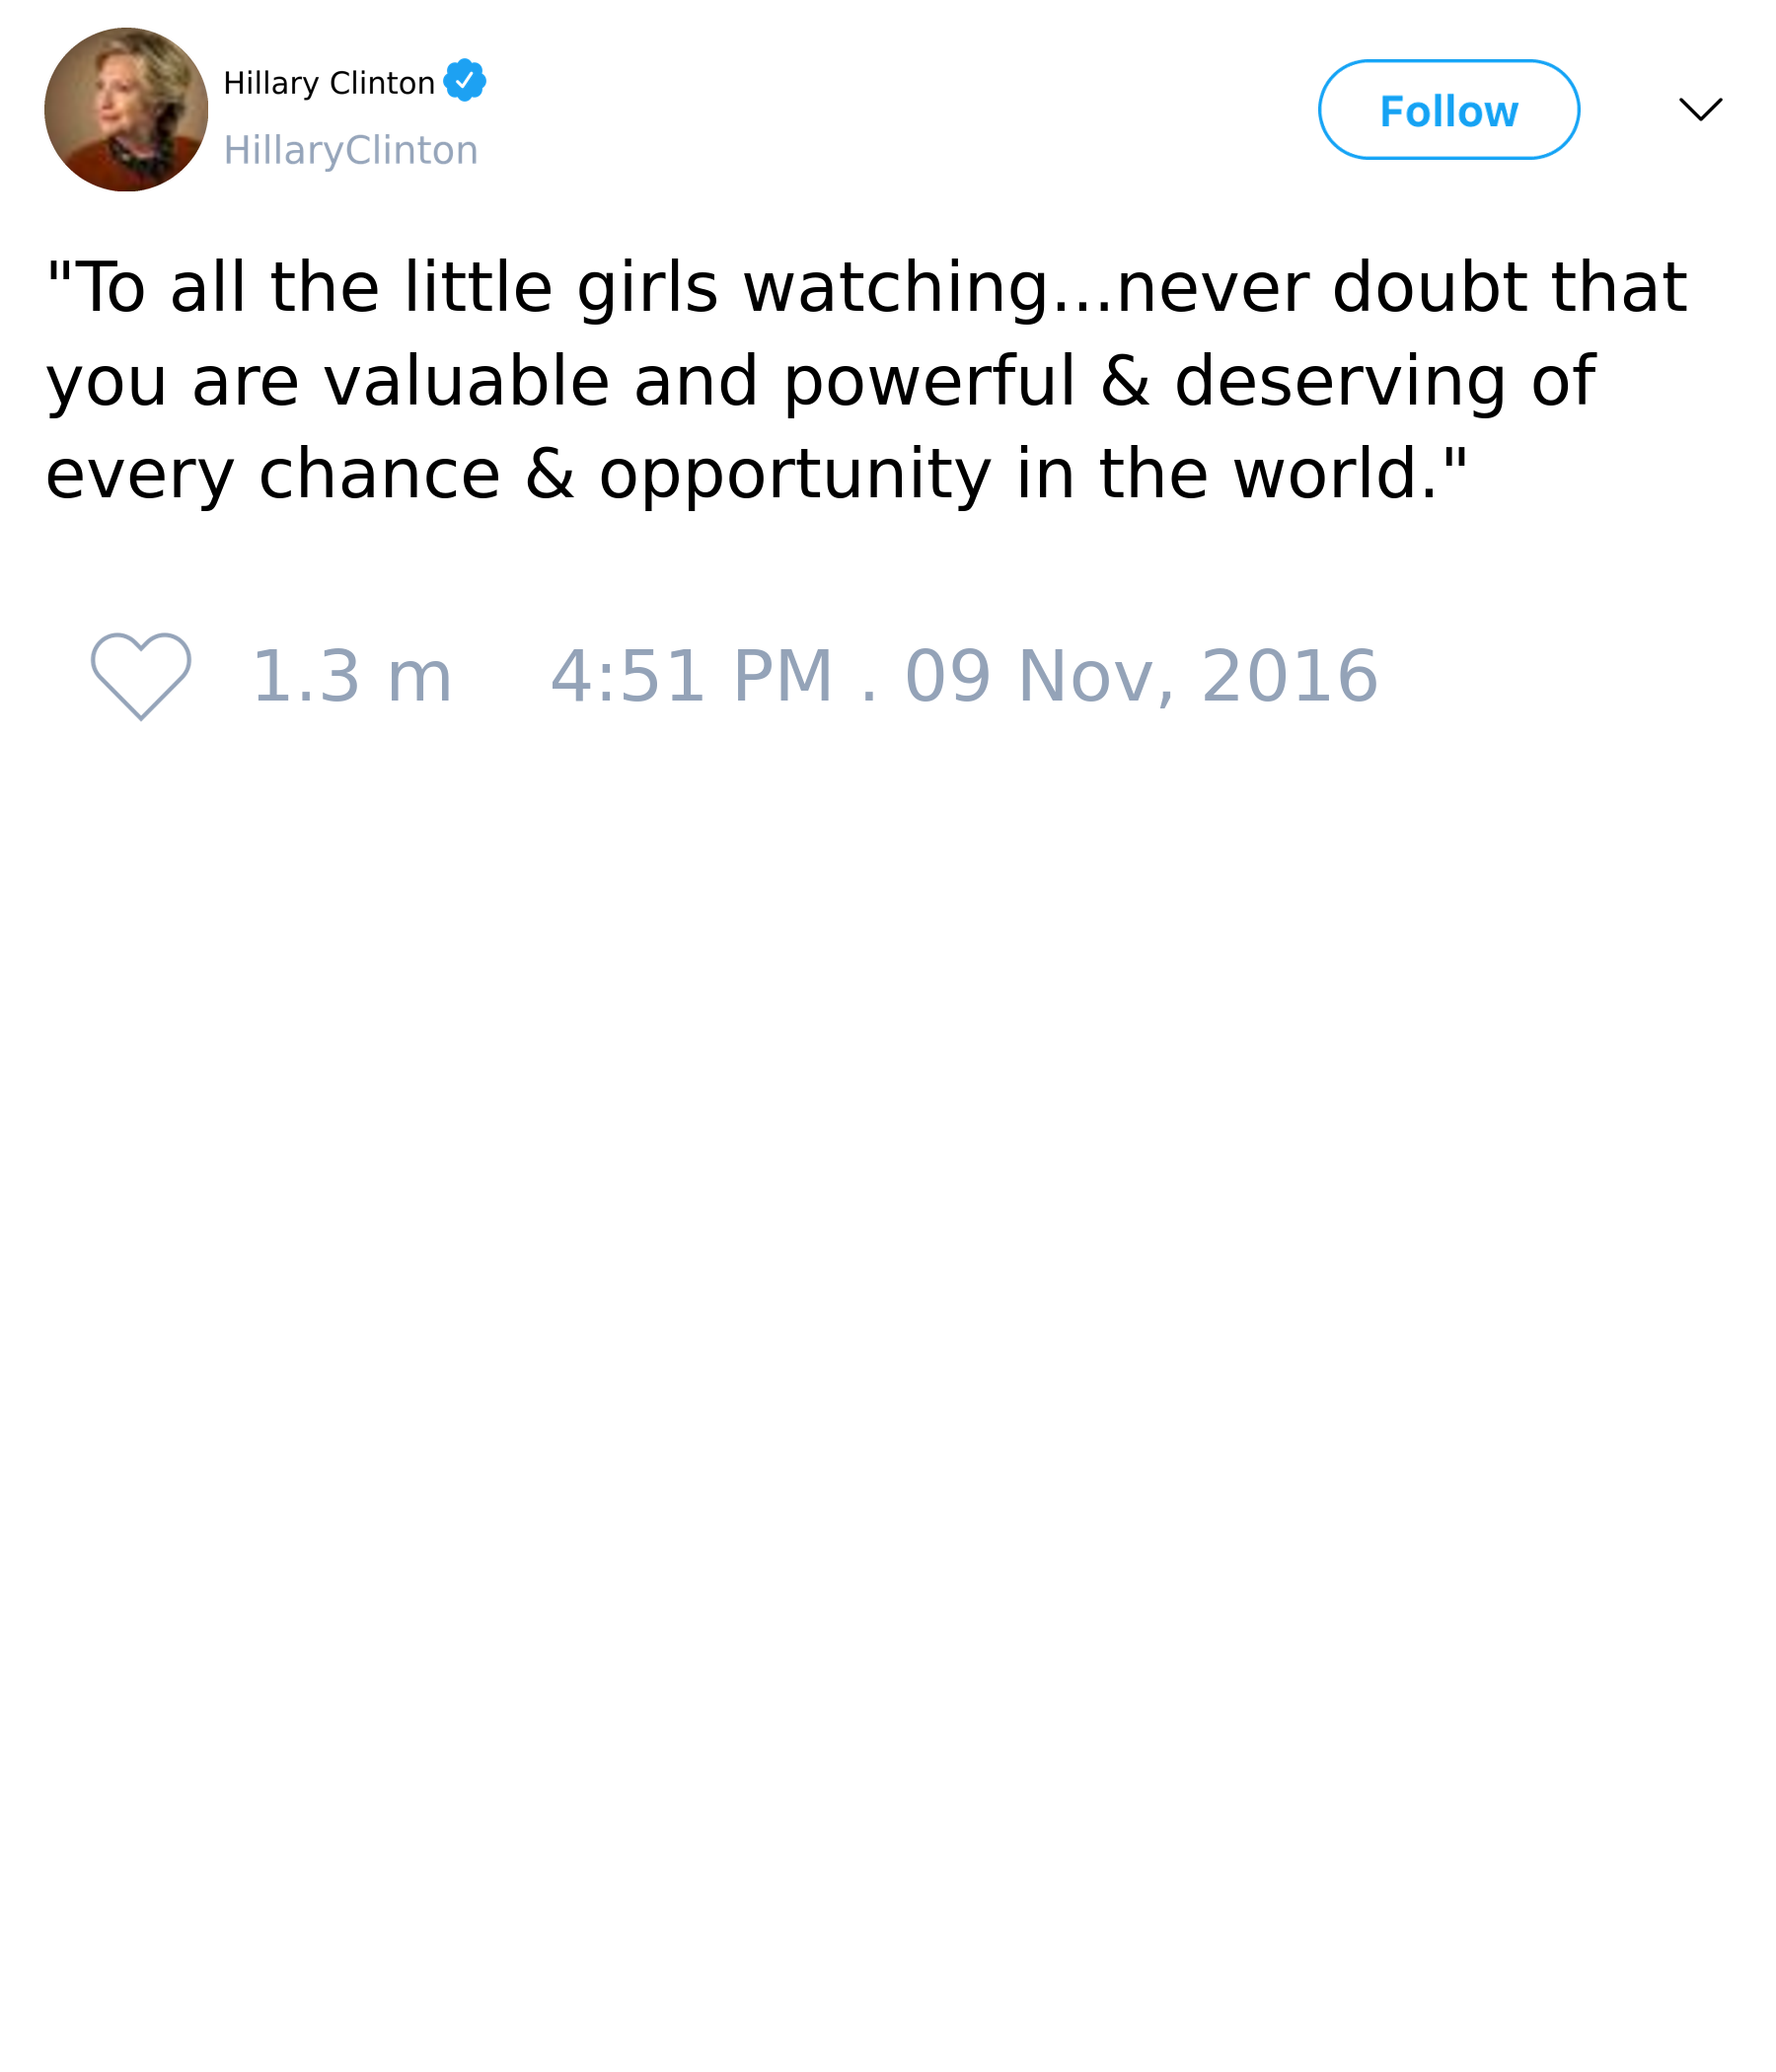 Hillary Clinton
HillaryClinton
Follow
"To all the little girls watching...never doubt that
you are valuable and powerful & deserving of
every chance & opportunity in the world."
1.3 m 4:51 PM . 09 Nov, 2016